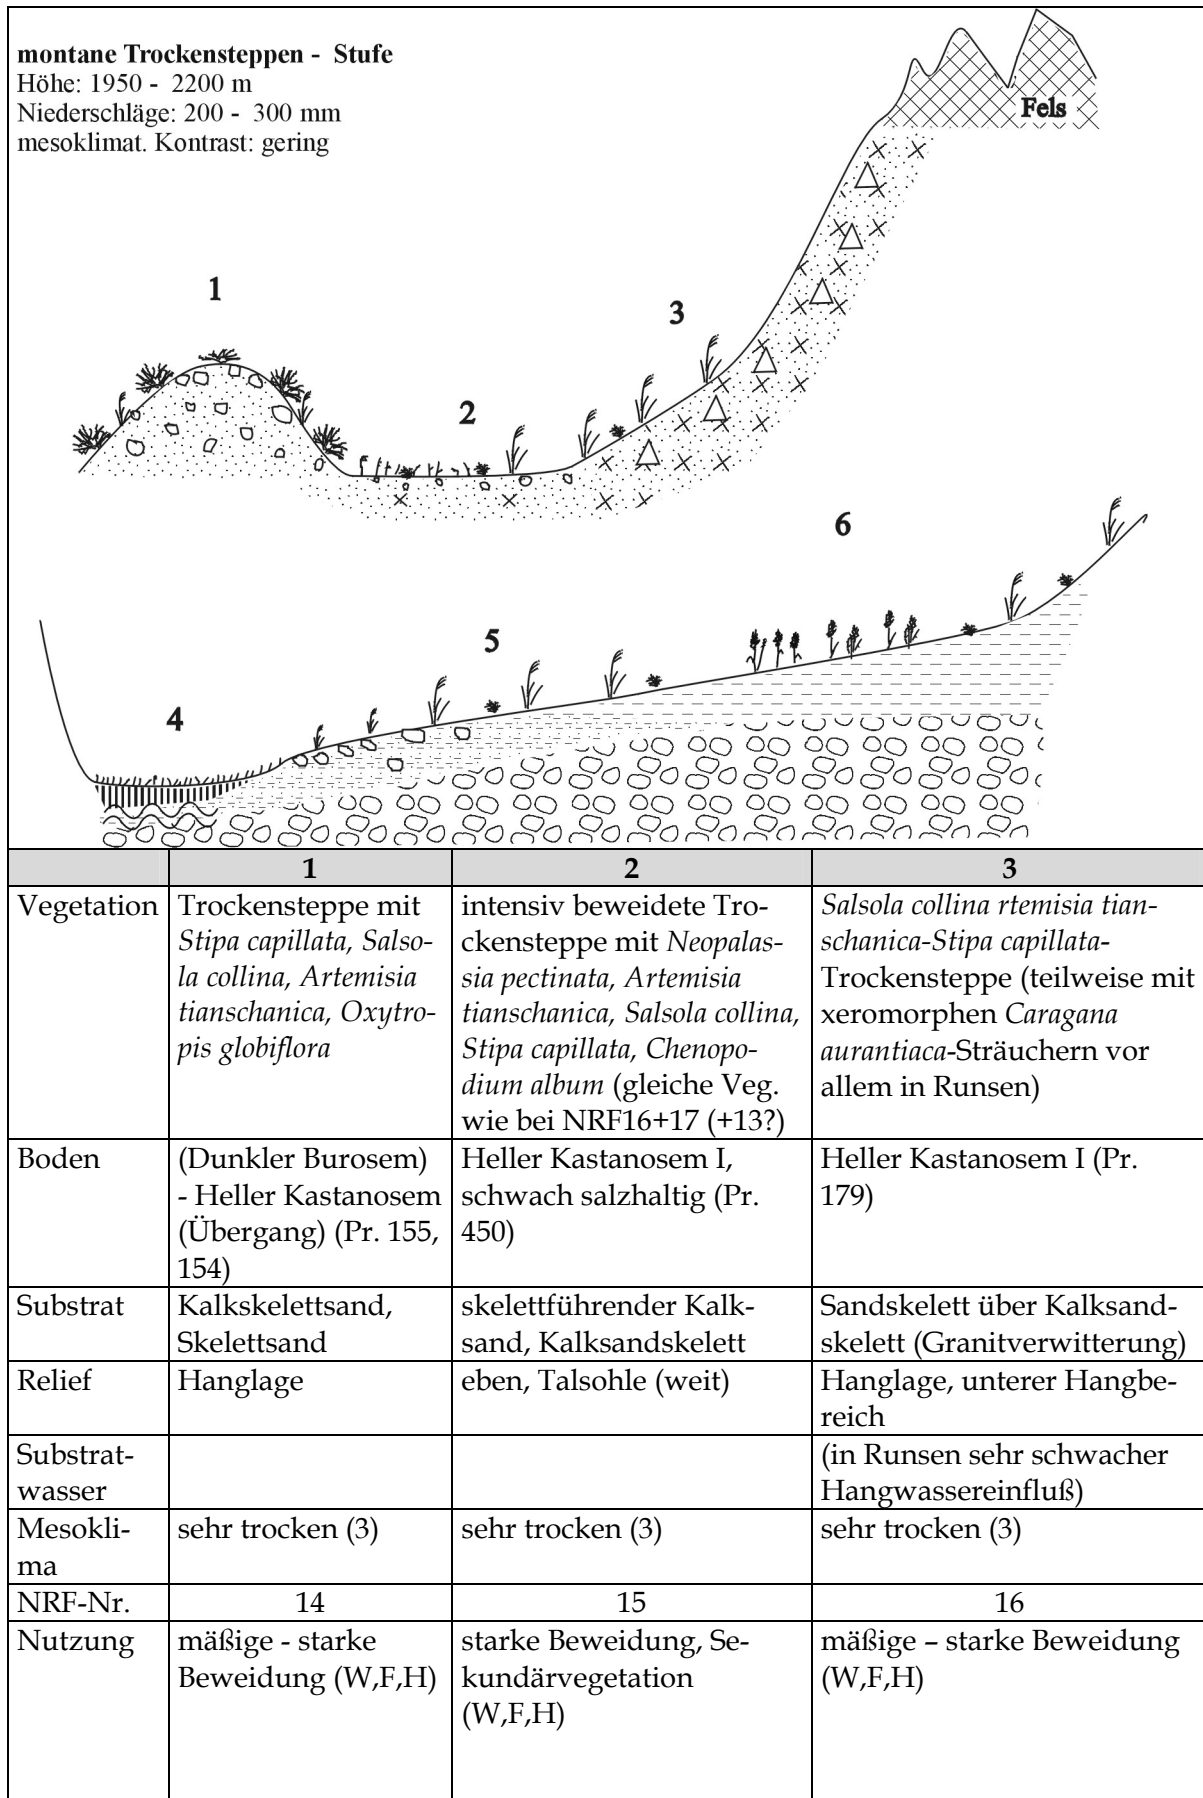 montane Trockensteppen - Stufe
Höhe: 1950 - 2200 m
Niederschläge: 200 - 300 mm
mesoklimat. Kontrast: gering
Fels
1
3
2
6
5
4
1 2 3
Vegetation
Trockensteppe mit
Stipa capillata, Salso-
la collina, Artemisia
tianschanica, Oxytro-
pis globiflora
intensiv beweidete Tro-
ckensteppe mit Neopalas-
sia pectinata, Artemisia
tianschanica, Salsola collina,
Stipa capillata, Chenopo-
dium album (gleiche Veg.
wie bei NRF16+17 (+13?)
Salsola collina rtemisia tian-
schanica-Stipa capillata-
Trockensteppe (teilweise mit
xeromorphen Caragana
aurantiaca-Sträuchern vor
allem in Runsen)
Boden
(Dunkler Burosem)
- Heller Kastanosem
(Übergang) (Pr. 155,
154)
Heller Kastanosem I,
schwach salzhaltig (Pr.
450)
Heller Kastanosem I (Pr.
179)
Substrat
Kalkskelettsand,
Skelettsand
skelettführender Kalk-
sand, Kalksandskelett
Sandskelett über Kalksand-
skelett (Granitverwitterung)
Relief
Hanglage
eben, Talsohle (weit)
Hanglage, unterer Hangbe-
reich
Substrat-
wasser
(in Runsen sehr schwacher
Hangwassereinfluß)
Mesokli-
ma
sehr trocken (3)
sehr trocken (3)
sehr trocken (3)
NRF-Nr.
14
15
16
Nutzung
mäßige - starke
Beweidung (W,F,H)
starke Beweidung, Se-
kundärvegetation
(W,F,H)
mäßige – starke Beweidung
(W,F,H)